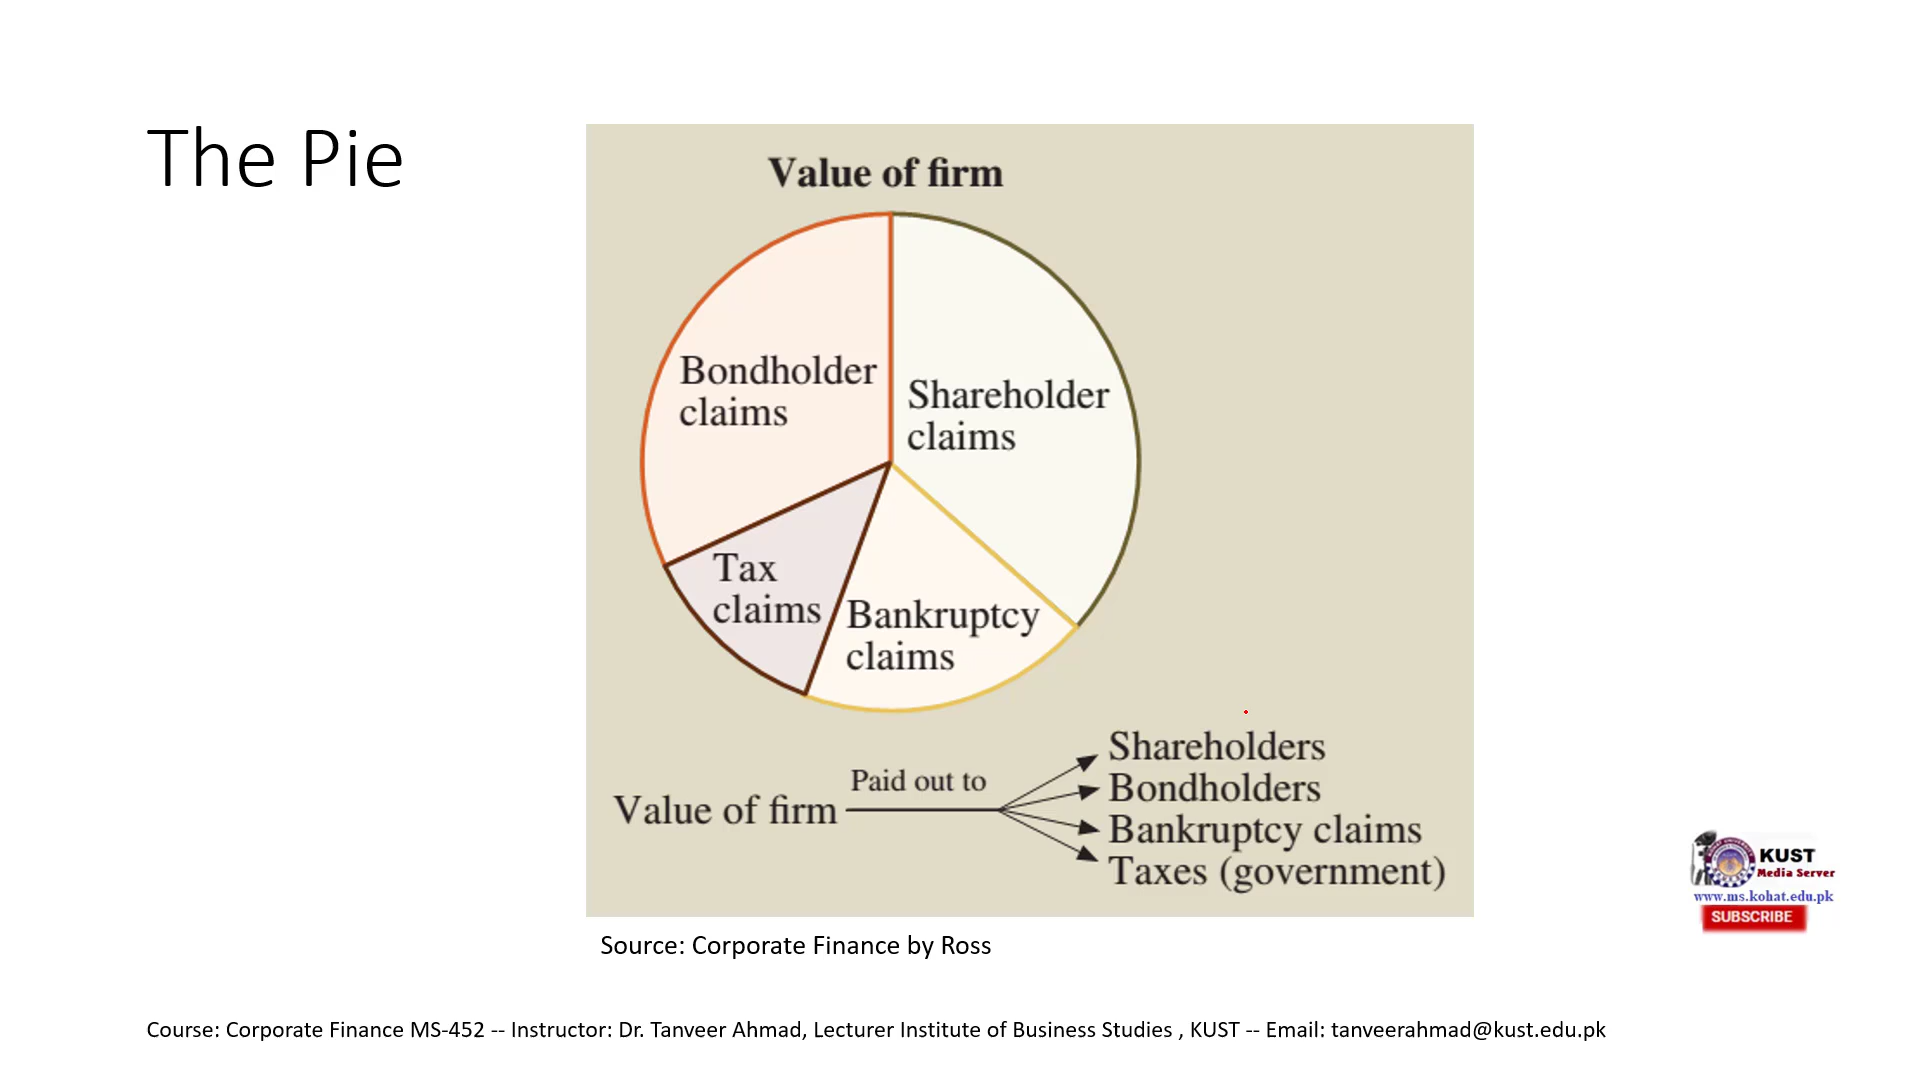 The Pie
Value of firm
Bondholder
claims
Shareholder
claims
Tax
claims
Bankruptcy
claims
Value of firm
Paid out to
Shareholders
Bondholders
Bankruptcy claims
Taxes (government)
KUST
Media Server
www.ms.kohat.edu.pk
SUBSCRIBE
Source: Corporate Finance by Ross
Course: Corporate Finance MS-452 -- Instructor: Dr. Tanveer Ahmad, Lecturer Institute of Business Studies , KUST -- Email: tanveerahmad@kust.edu.pk